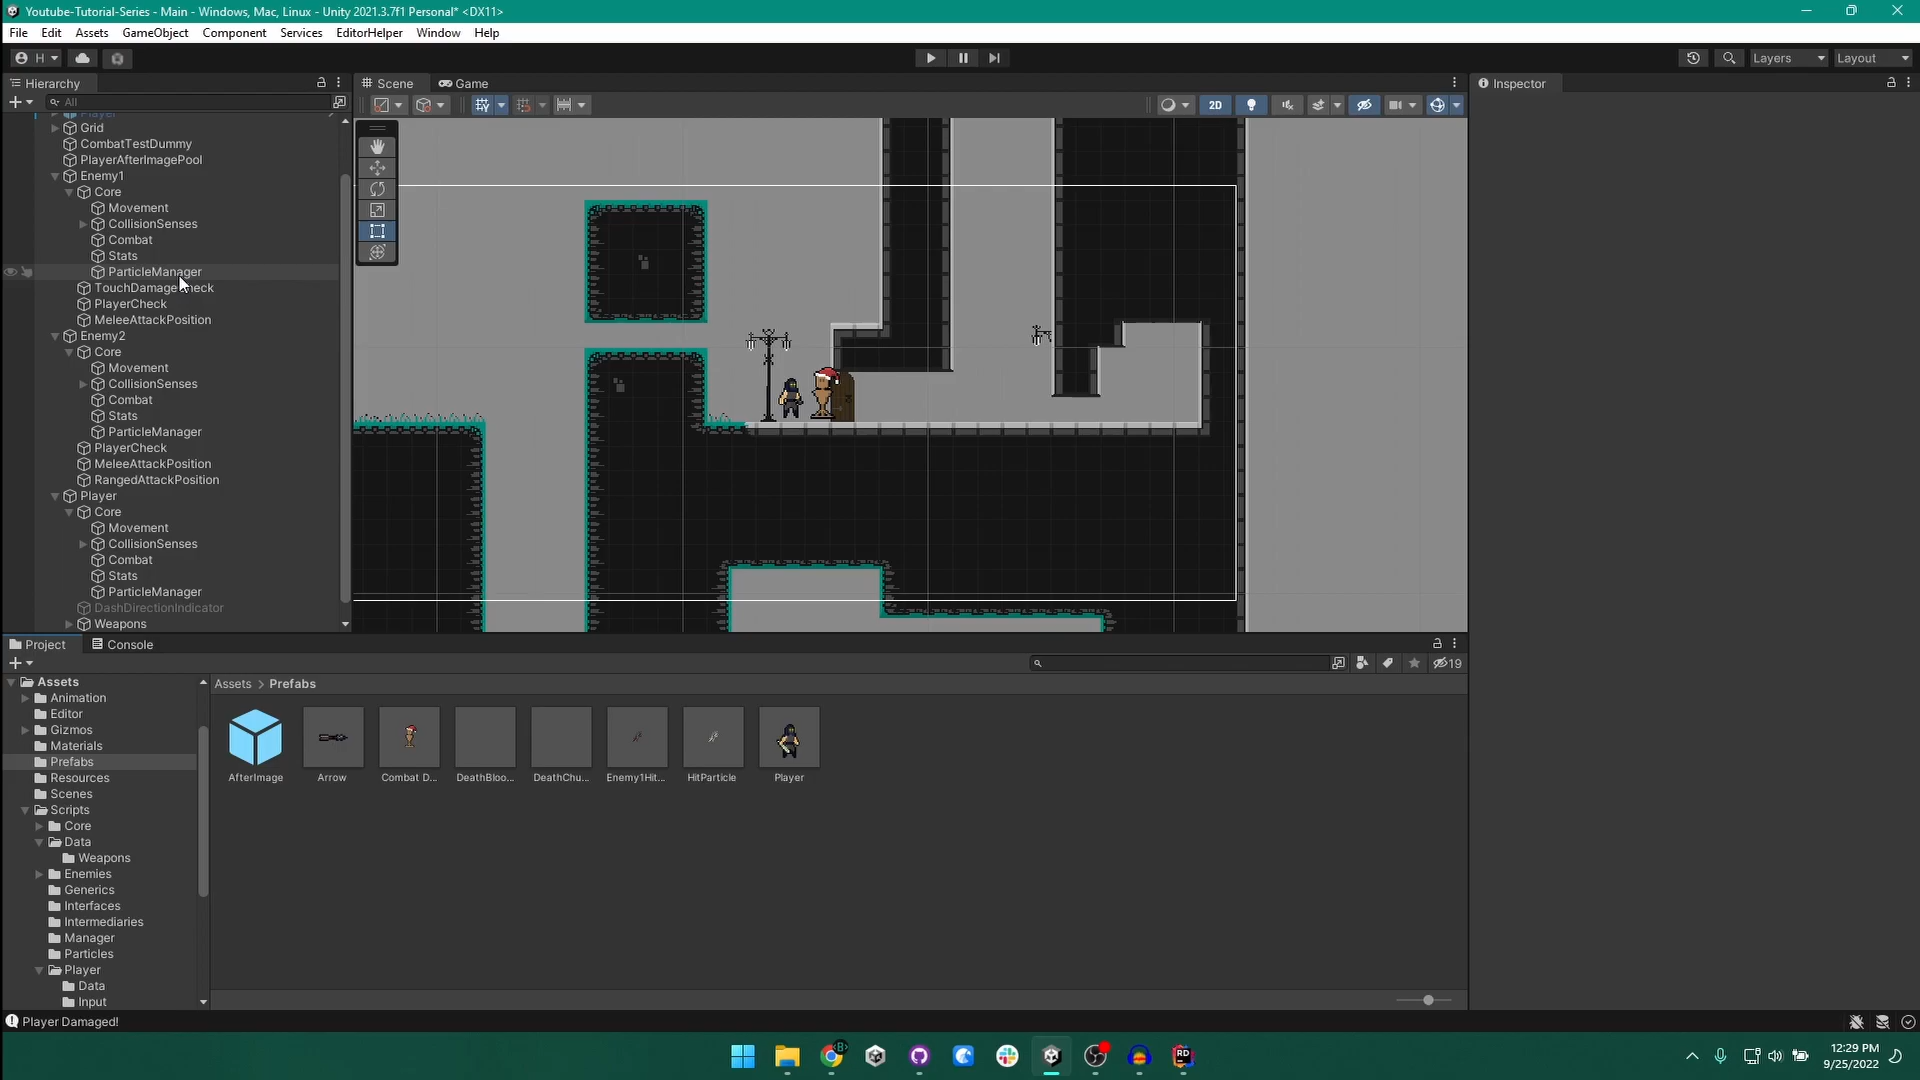 Youtube-Tutorial-Series - Main - Windows, Mac, Linux - Unity 2021.3.7f1 Personal* <DX11>
File Edit Assets GameObject Component Services EditorHelper Window Help
H Layers Layout
Hierarchy Scene Game Inspector
All 2D
Player
Grid
CombatTestDummy
PlayerAfterImagePool
Enemy1
Core
Movement
CollisionSenses
Combat
Stats
ParticleManager
TouchDamageCheck
PlayerCheck
MeleeAttackPosition
Enemy2
Core
Movement
CollisionSenses
Combat
Stats
ParticleManager
PlayerCheck
MeleeAttackPosition
RangedAttackPosition
Player
Core
Movement
CollisionSenses
Combat
Stats
ParticleManager
DashDirectionIndicator
Weapons
Project Console
19
Assets
Animation
Editor
Gizmos
Materials
Prefabs
Resources
Scenes
Scripts
Core
Data
Weapons
Enemies
Generics
Interfaces
Intermediaries
Manager
Particles
Player
Data
Input
Assets > Prefabs
AfterImage Arrow Combat D... DeathBloo... DeathChu... Enemy1Hit... HitParticle Player
Player Damaged!
RD
12:29 PM
9/25/2022